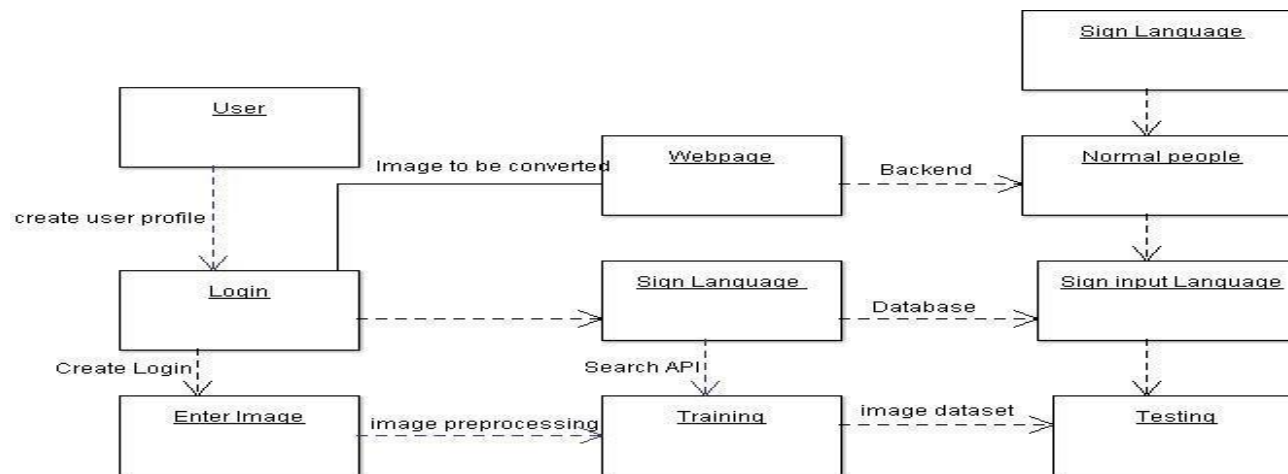 Sign Language
User
Image to be converted
Webpage
Backend
Normal people
create user profile
Login
Sign Language
Database
Sign input Language
Create Login
Search API
Enter Image
image preprocessing
Training
image dataset
Testing